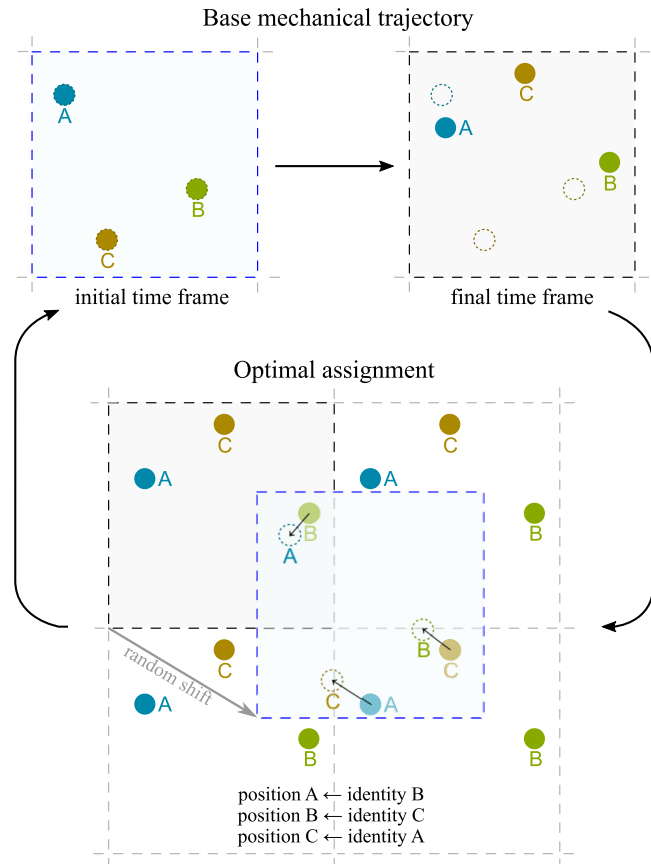 Base mechanical trajectory
A
B
C
C
A
B
initial time frame
final time frame
Optimal assignment
C
C
A
A
B
B
A
B
C
C
random shift
A
C
A
B
B
position A ← identity B
position B ← identity C
position C ← identity A